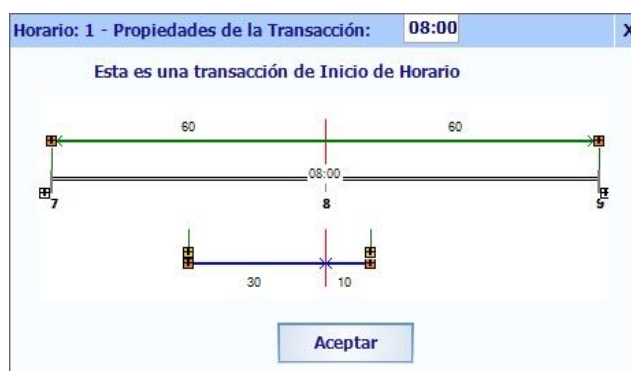 Horario: 1 - Propiedades de la Transacción: 08:00 X
Esta es una transacción de Inicio de Horario
60 60
08:00
7 8 9
30 10
Aceptar